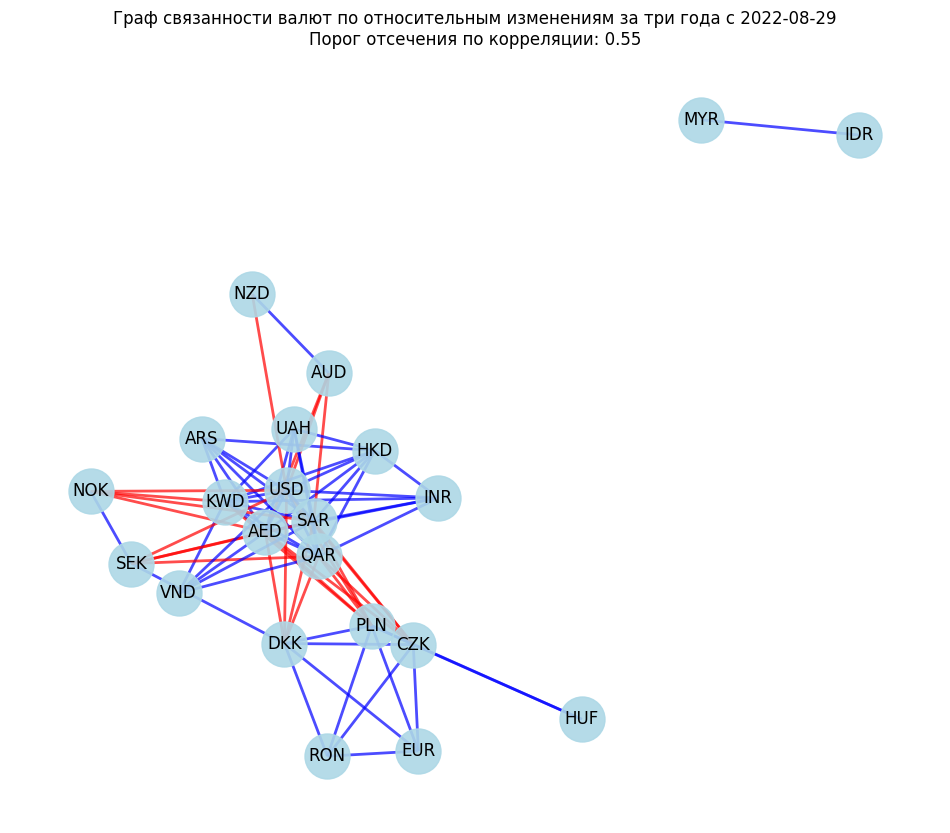 Граф связанности валют по относительным изменениям за три года с 2022-08-29
Порог отсечения по корреляции: 0.55
MYR
IDR
NZD
AUD
UAH
ARS
HKD
USD
NOK
KWD
INR
SAR
AED
QAR
SEK
VND
PLN
DKK
CZK
HUF
RON
EUR